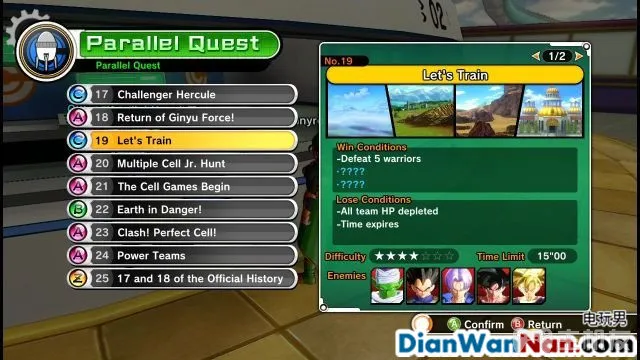 02
Parallel Quest
Parallel Quest
C 17 Challenger Hercule
A 18 Return of Ginyu Force!
C 19 Let's Train
A 20 Multiple Cell Jr. Hunt
A 21 The Cell Games Begin
B 22 Earth in Danger!
A 23 Clash! Perfect Cell!
A 24 Power Teams
Z 25 17 and 18 of the Official History
1/2
No.19
Let's Train
Win Conditions
-Defeat 5 warriors
-????
-????
Lose Conditions
-All team HP depleted
-Time expires
Difficulty ★★★★☆☆☆ Time Limit 15"00
Enemies
A Confirm B Return
电玩男
DianWanNan.com